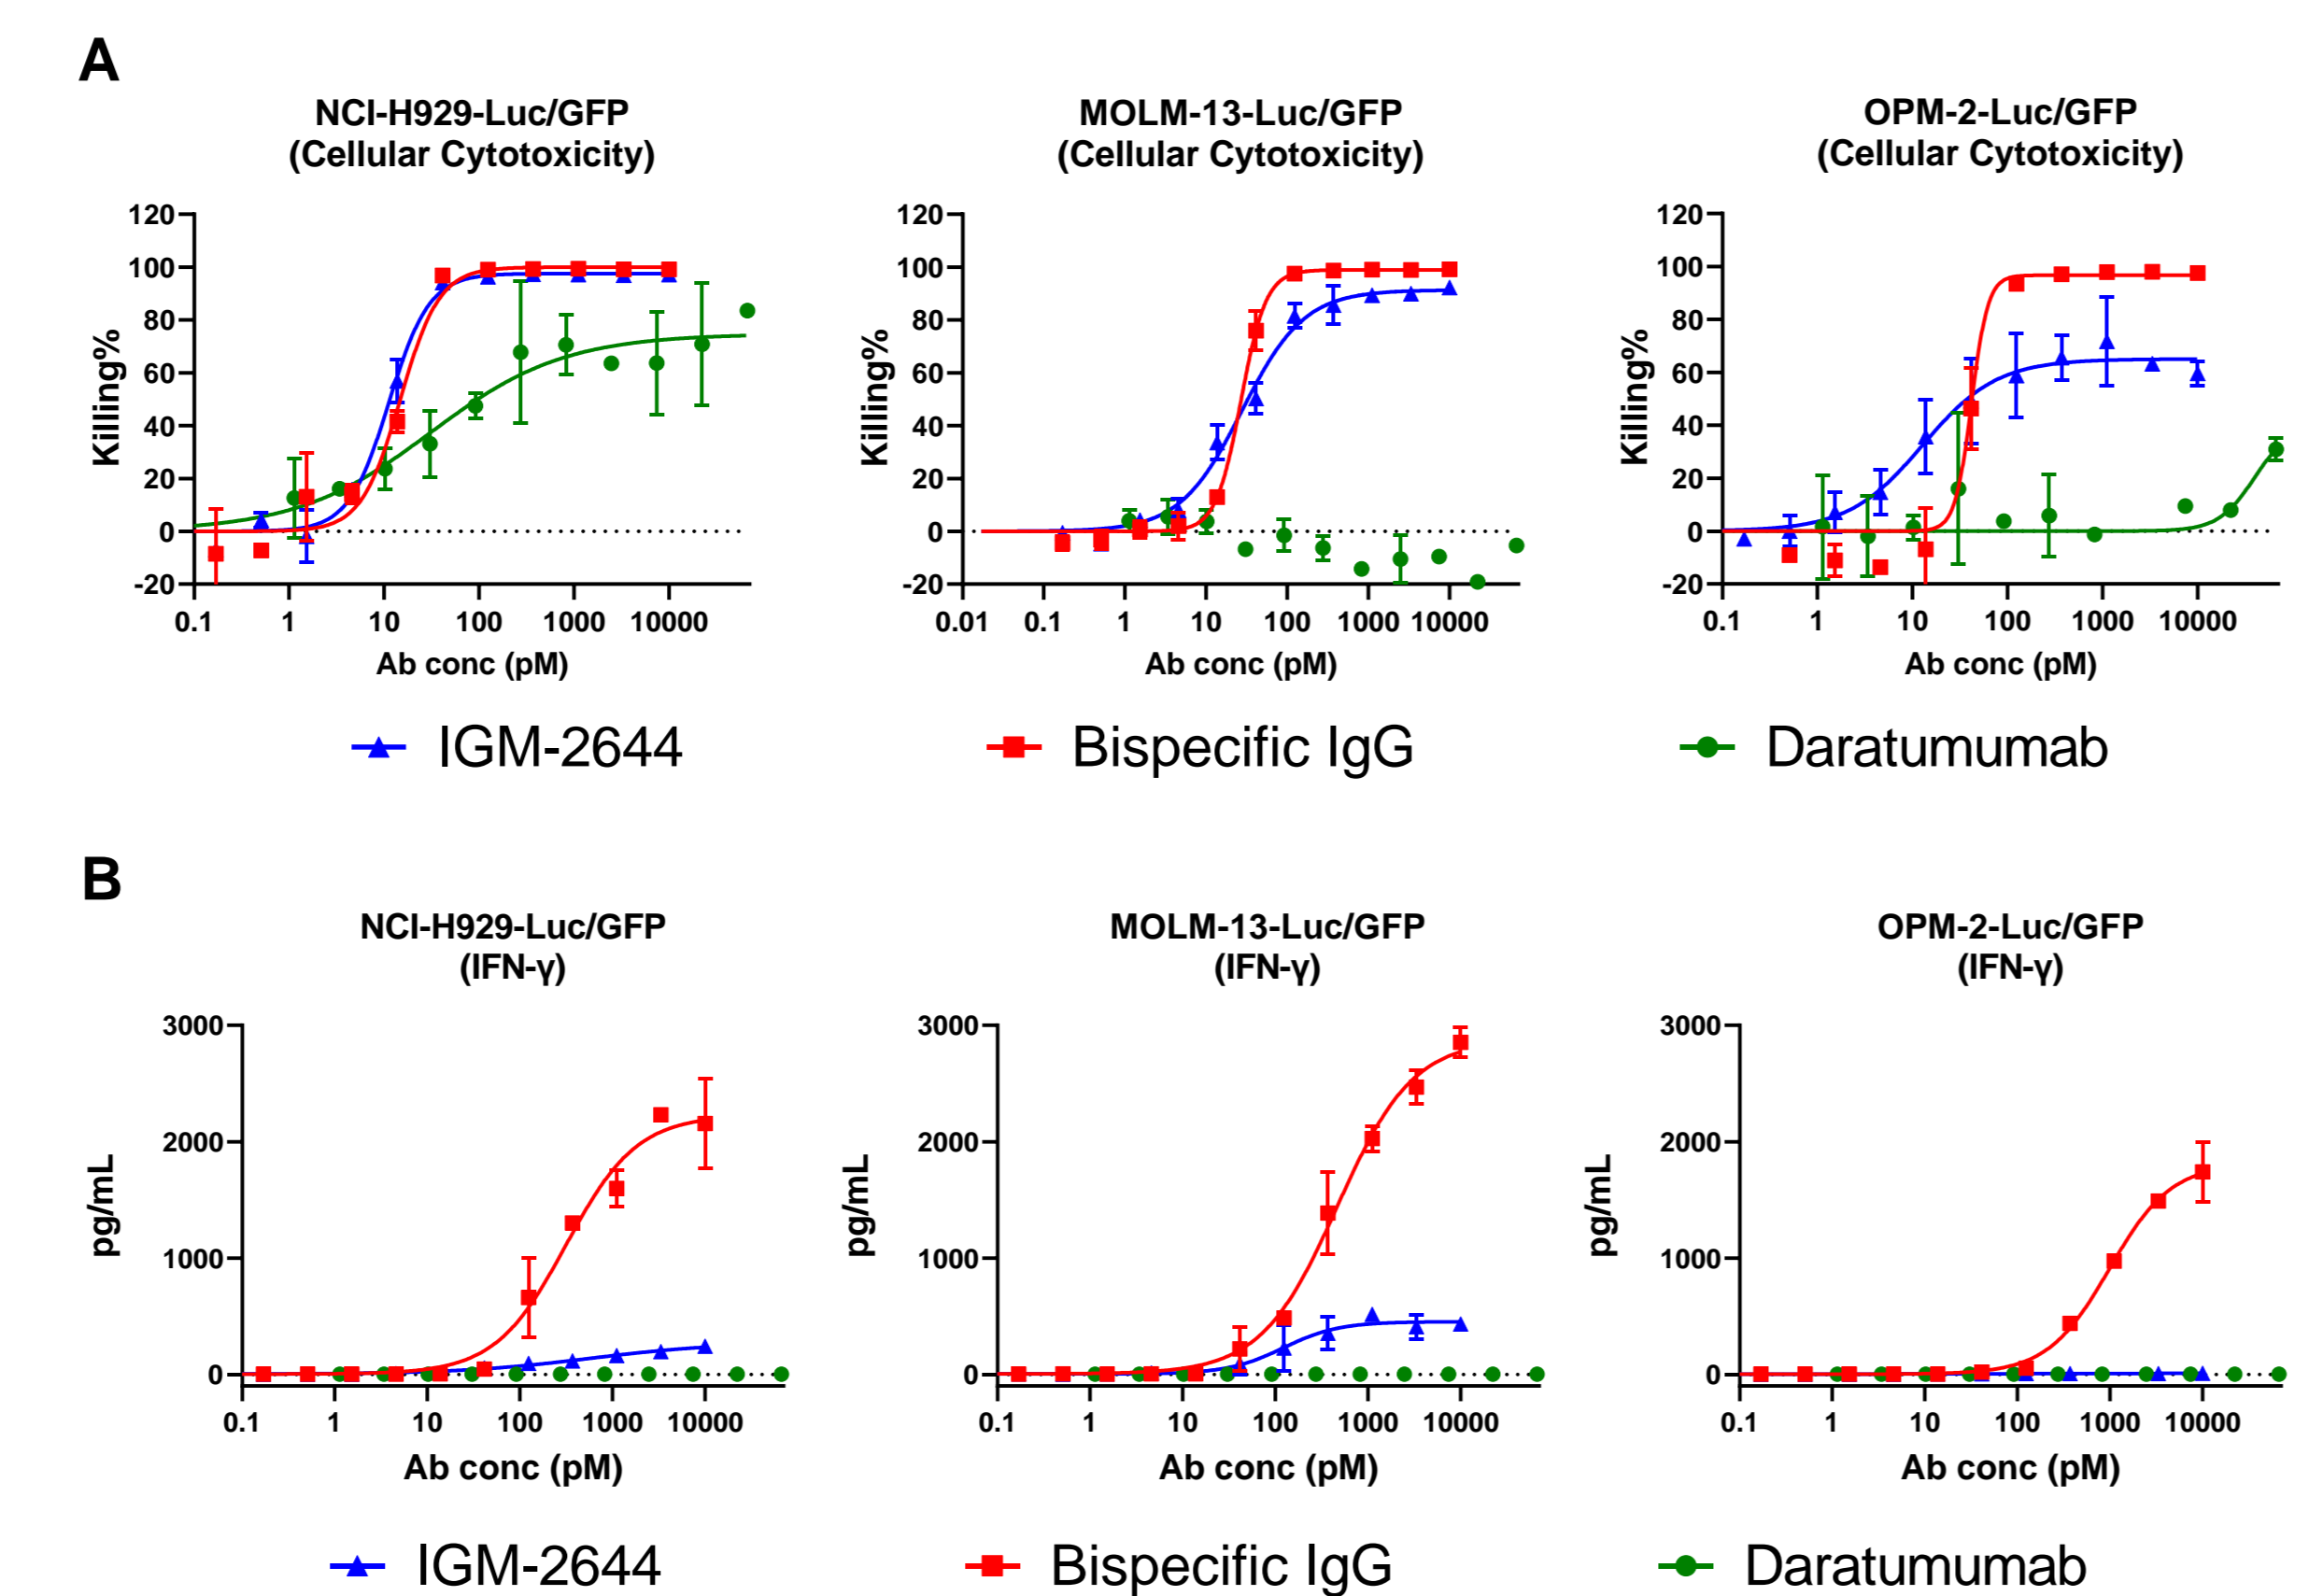 A
NCI-H929-Luc/GFP
(Cellular Cytotoxicity)
Killing%
120
100
80
60
40
20
0
-20
0.1 1 10 100 1000 10000
Ab conc (pM)
MOLM-13-Luc/GFP
(Cellular Cytotoxicity)
Killing%
120
100
80
60
40
20
0
-20
0.01 0.1 1 10 100 1000 10000
Ab conc (pM)
OPM-2-Luc/GFP
(Cellular Cytotoxicity)
Killing%
120
100
80
60
40
20
0
-20
0.1 1 10 100 1000 10000
Ab conc (pM)
IGM-2644 Bispecific IgG Daratumumab
B
NCI-H929-Luc/GFP
(IFN-γ)
pg/mL
3000
2000
1000
0
0.1 1 10 100 1000 10000
Ab conc (pM)
MOLM-13-Luc/GFP
(IFN-γ)
pg/mL
3000
2000
1000
0
0.1 1 10 100 1000 10000
Ab conc (pM)
OPM-2-Luc/GFP
(IFN-γ)
pg/mL
3000
2000
1000
0
0.1 1 10 100 1000 10000
Ab conc (pM)
IGM-2644 Bispecific IgG Daratumumab